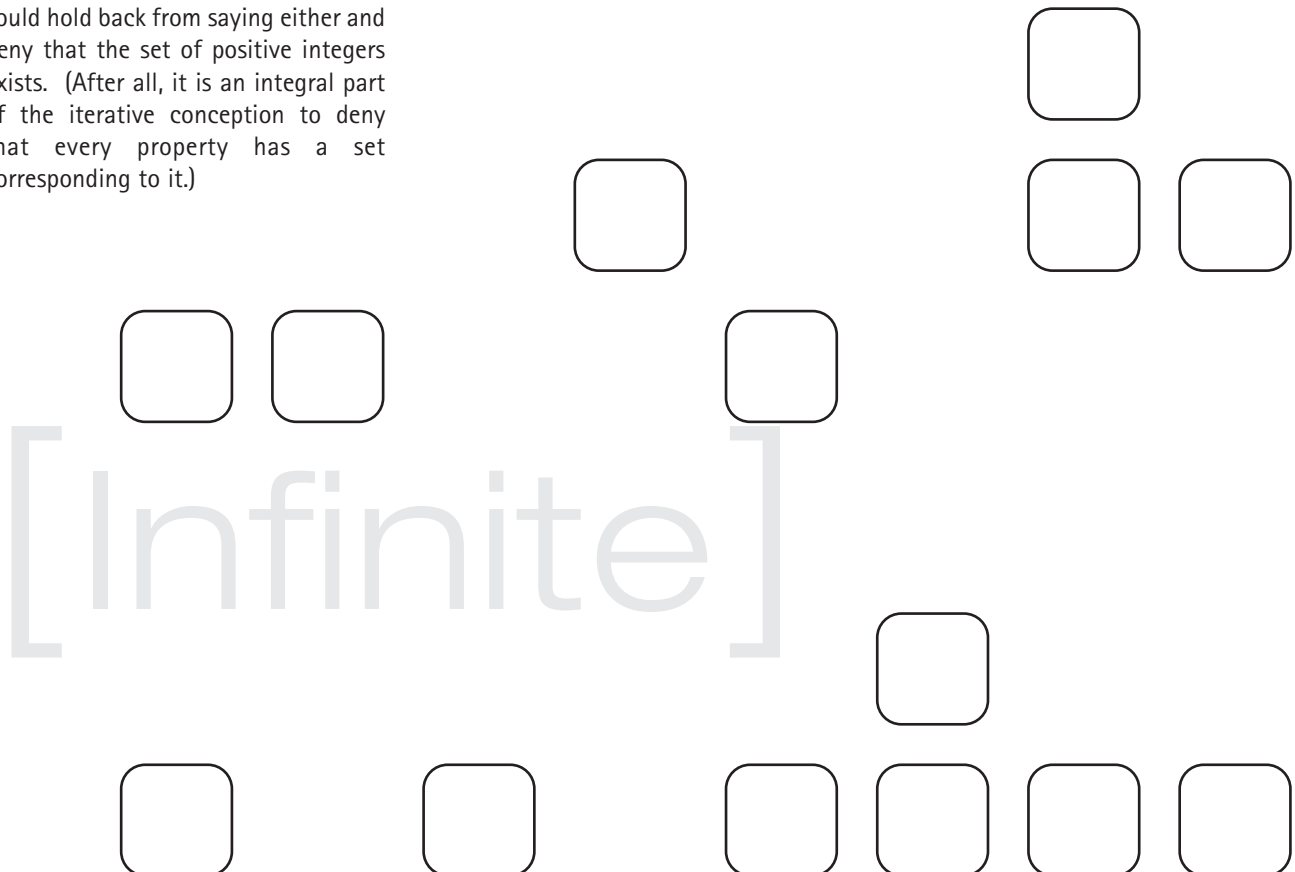 ould hold back from saying either and
eny that the set of positive integers
xists. (After all, it is an integral part
f the iterative conception to deny
hat every property has a set
orresponding to it.)
[Infinite]